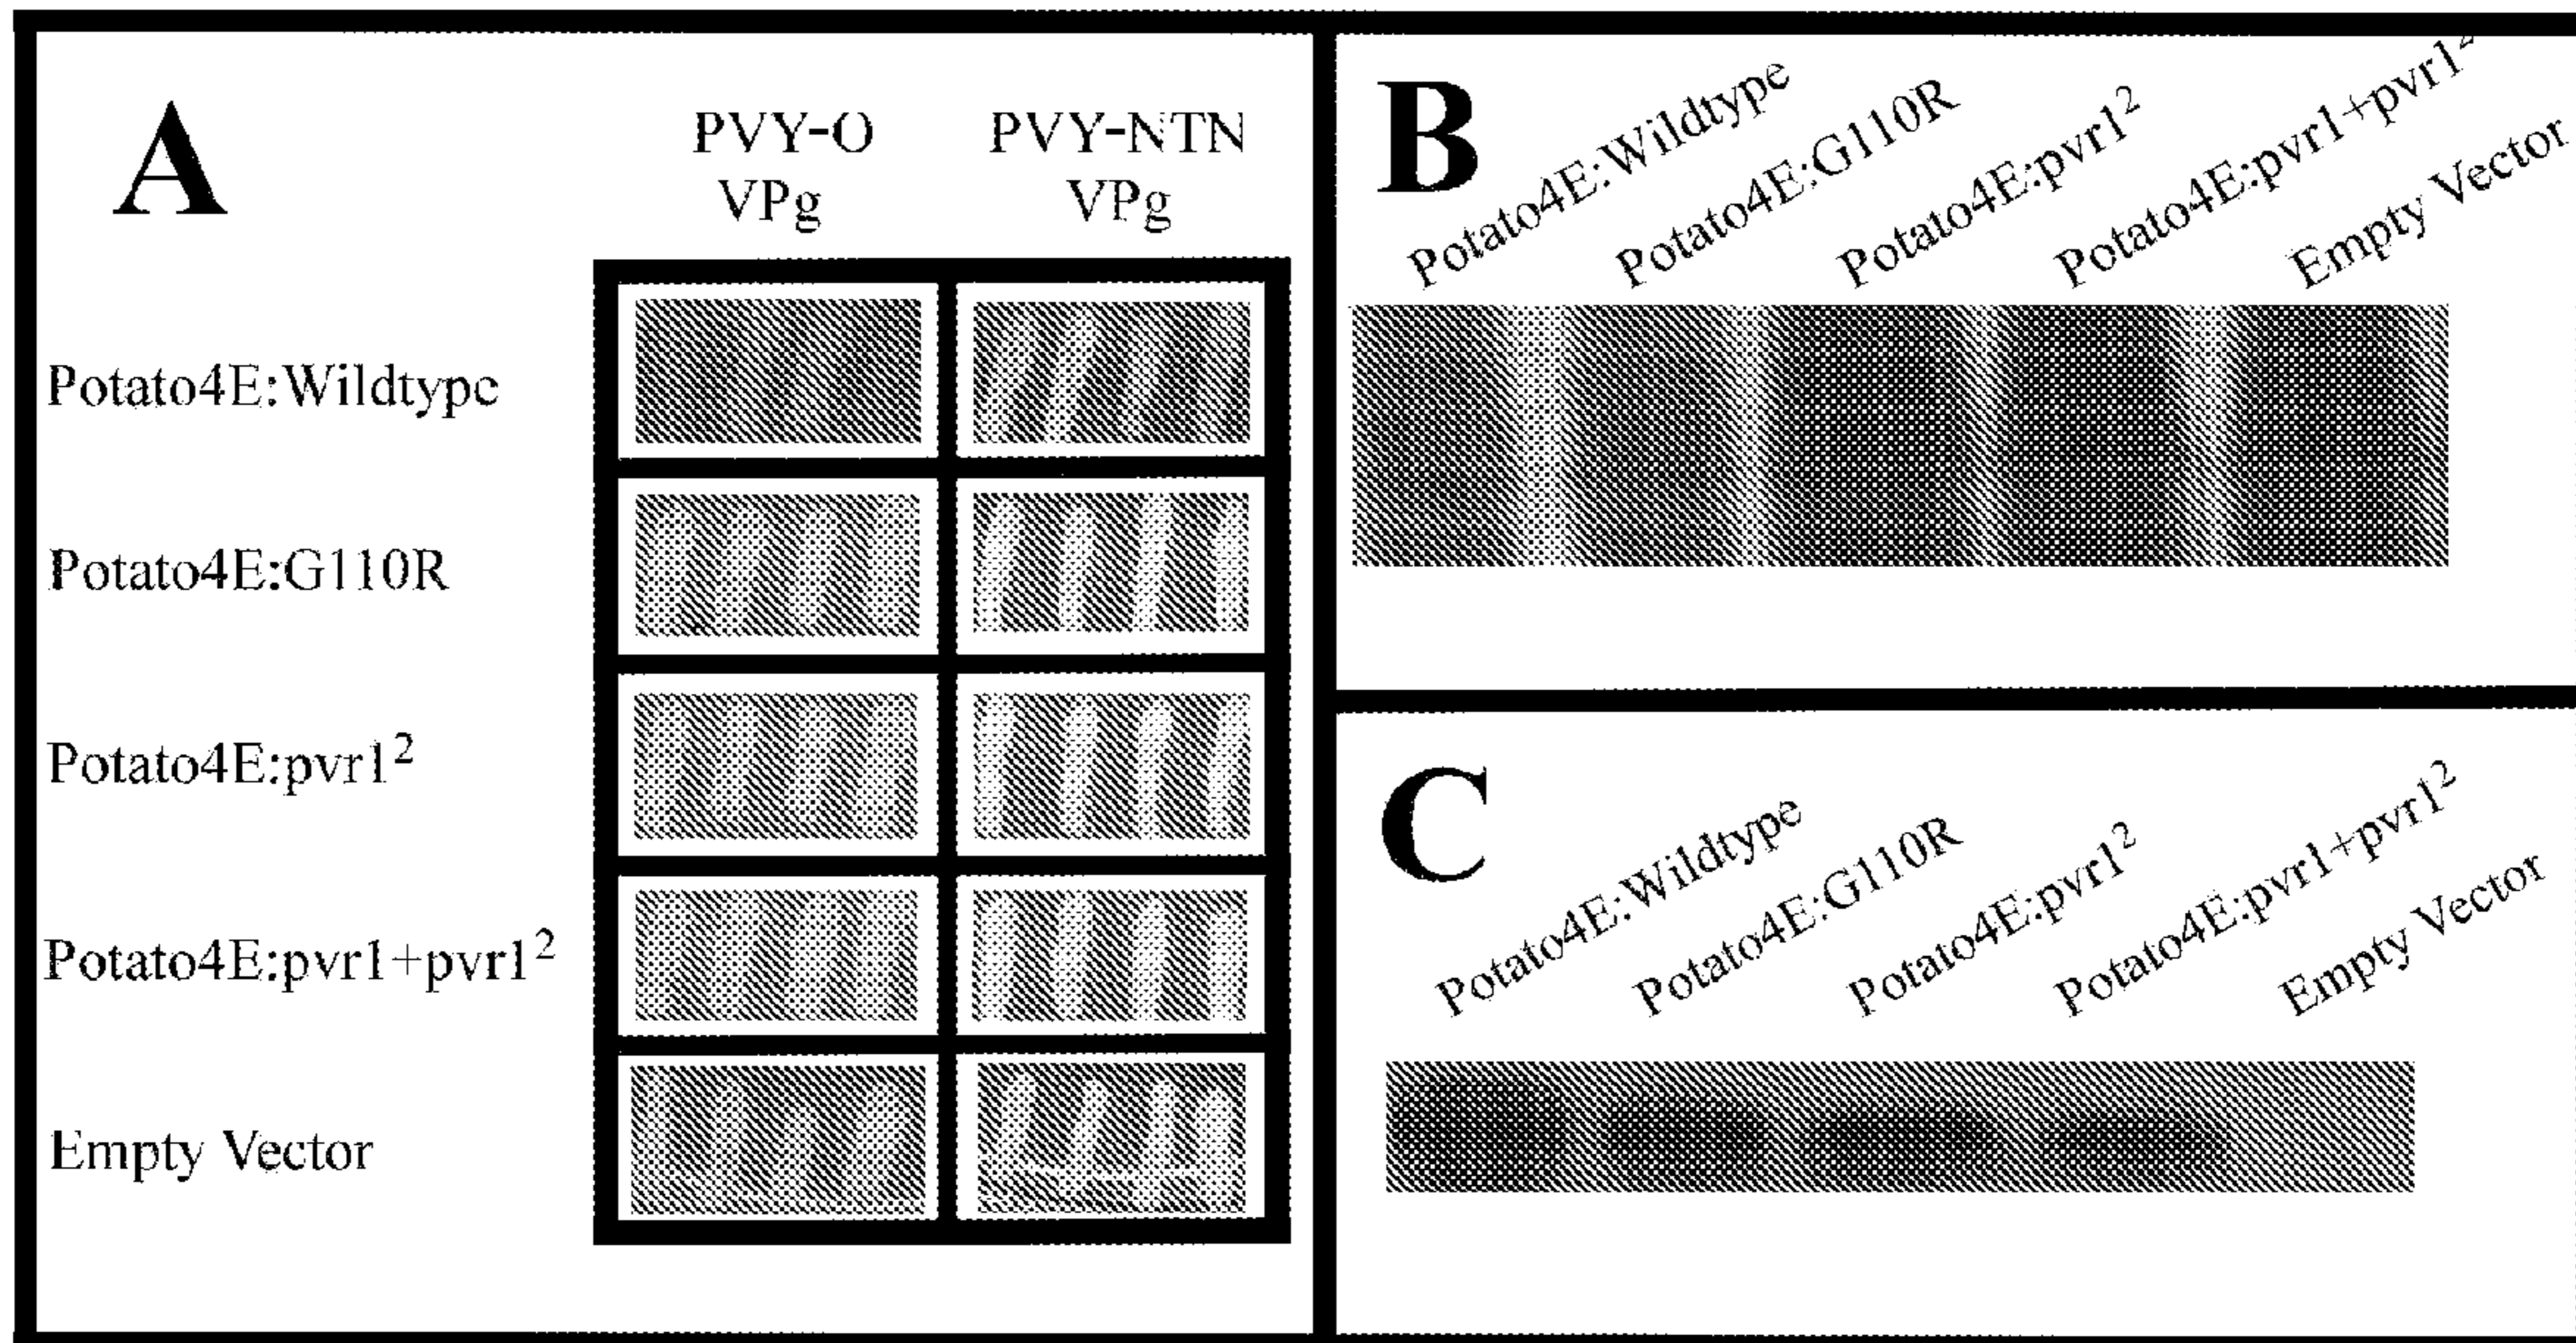 A
PVY-O
VPg
PVY-NTN
VPg
Potato4E:Wildtype
Potato4E:G110R
Potato4E:pvr1²
Potato4E:pvr1+pvr1²
Empty Vector
B
Potato4E:Wildtype
Potato4E:G110R
Potato4E:pvr1²
Potato4E:pvr1+pvr1²
Empty Vector
C
Potato4E:Wildtype
Potato4E:G110R
Potato4E:pvr1²
Potato4E:pvr1+pvr1²
Empty Vector